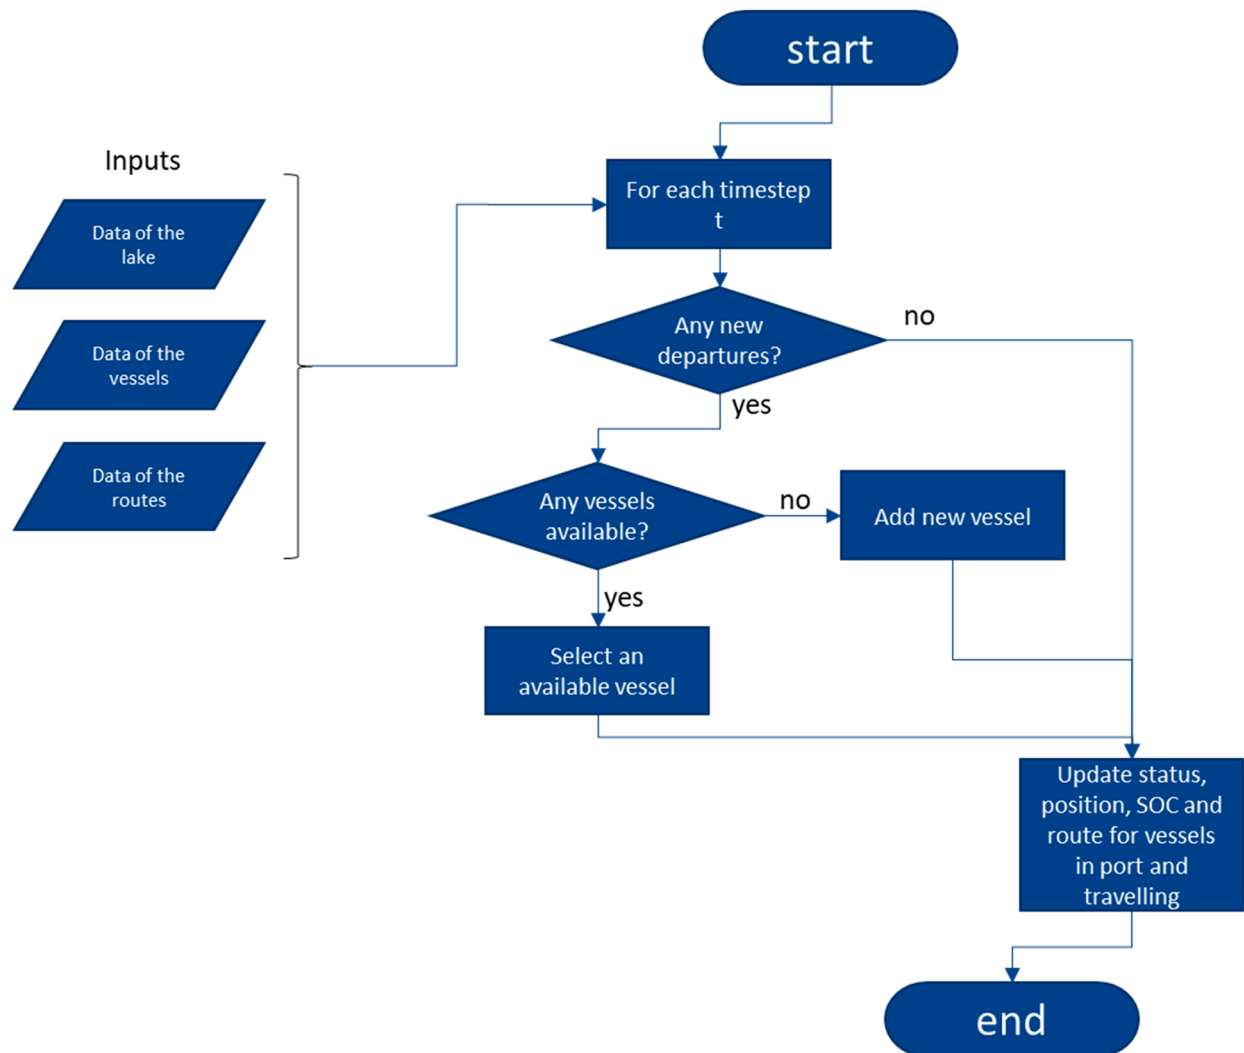 start
Inputs
For each timestep
t
Data of the
lake
Any new
departures?
no
Data of the
vessels
yes
Data of the
routes
Any vessels
available?
no
Add new vessel
yes
Select an
available vessel
Update status,
position, SOC and
route for vessels
in port and
travelling
end